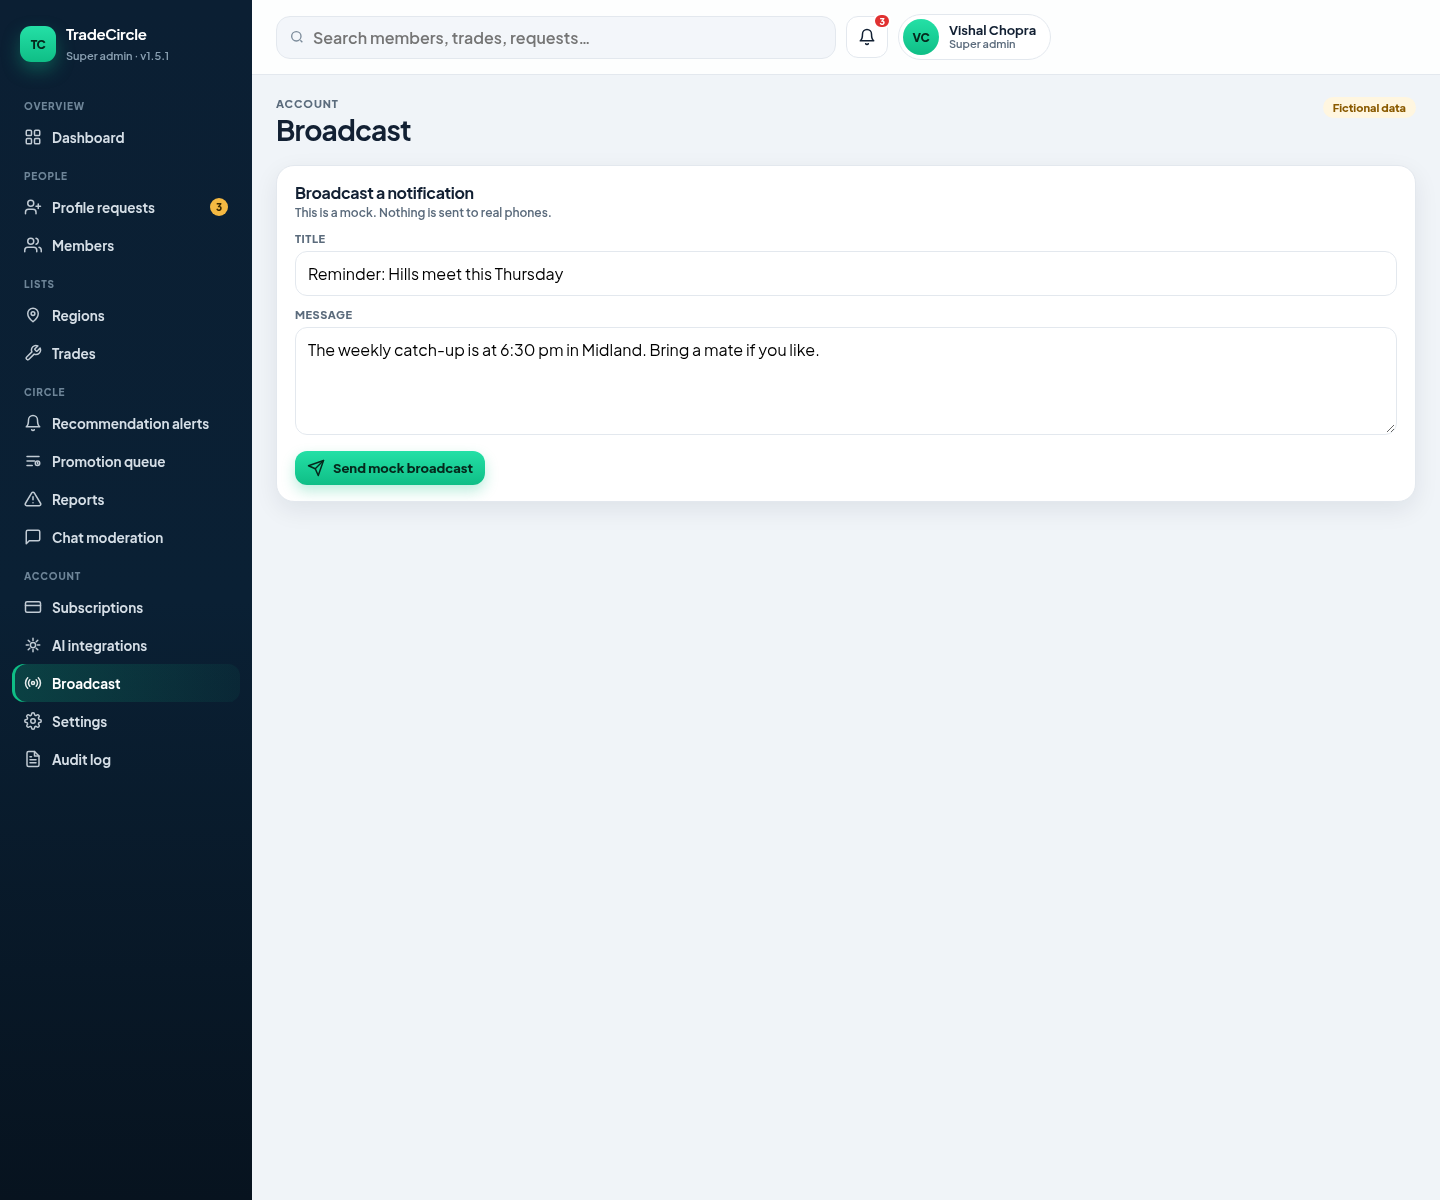 TC
TradeCircle
Super admin · v1.5.1
OVERVIEW
Dashboard
PEOPLE
Profile requests 3
Members
LISTS
Regions
Trades
CIRCLE
Recommendation alerts
Promotion queue
Reports
Chat moderation
ACCOUNT
Subscriptions
AI integrations
Broadcast
Settings
Audit log
Search members, trades, requests…
3
VC
Vishal Chopra
Super admin
ACCOUNT
Broadcast
Fictional data
Broadcast a notification
This is a mock. Nothing is sent to real phones.
TITLE
Reminder: Hills meet this Thursday
MESSAGE
The weekly catch-up is at 6:30 pm in Midland. Bring a mate if you like.
Send mock broadcast